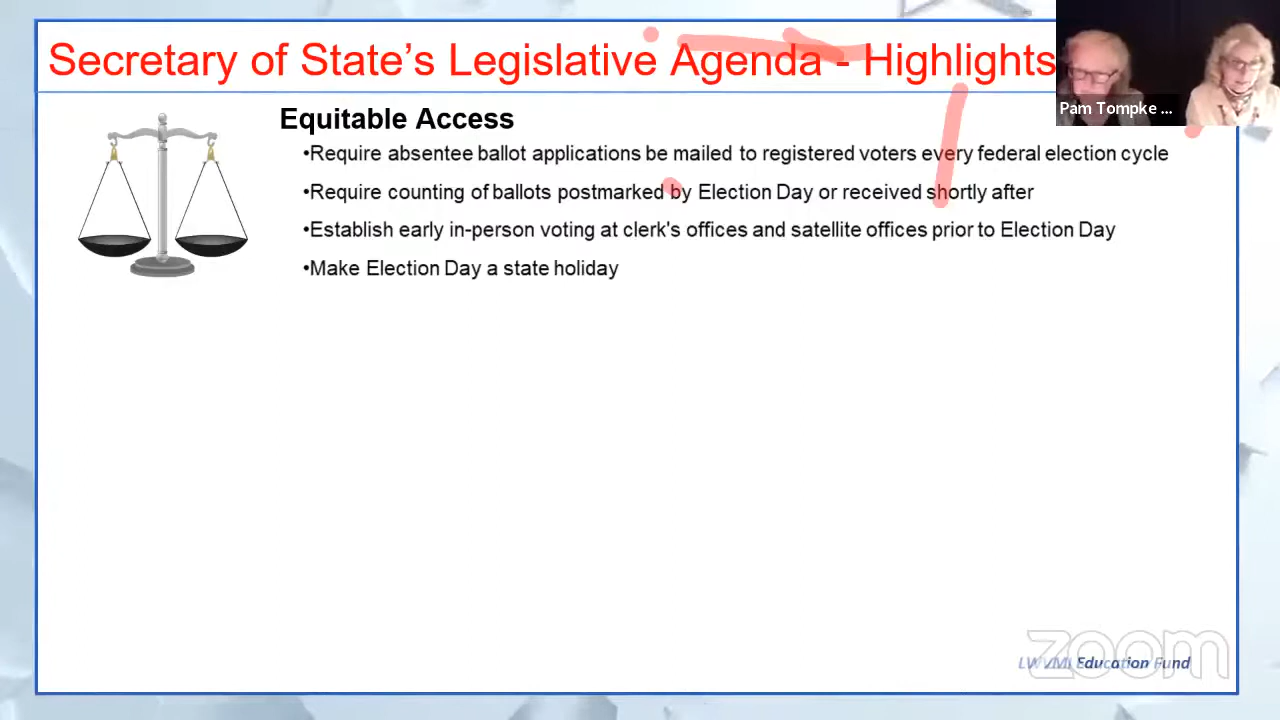 Secretary of State's Legislative Agenda - Highlights
Pam Tompke ...
Equitable Access
•Require absentee ballot applications be mailed to registered voters every federal election cycle
•Require counting of ballots postmarked by Election Day or received shortly after
•Establish early in-person voting at clerk's offices and satellite offices prior to Election Day
•Make Election Day a state holiday
zoom
LWVMI Education Fund